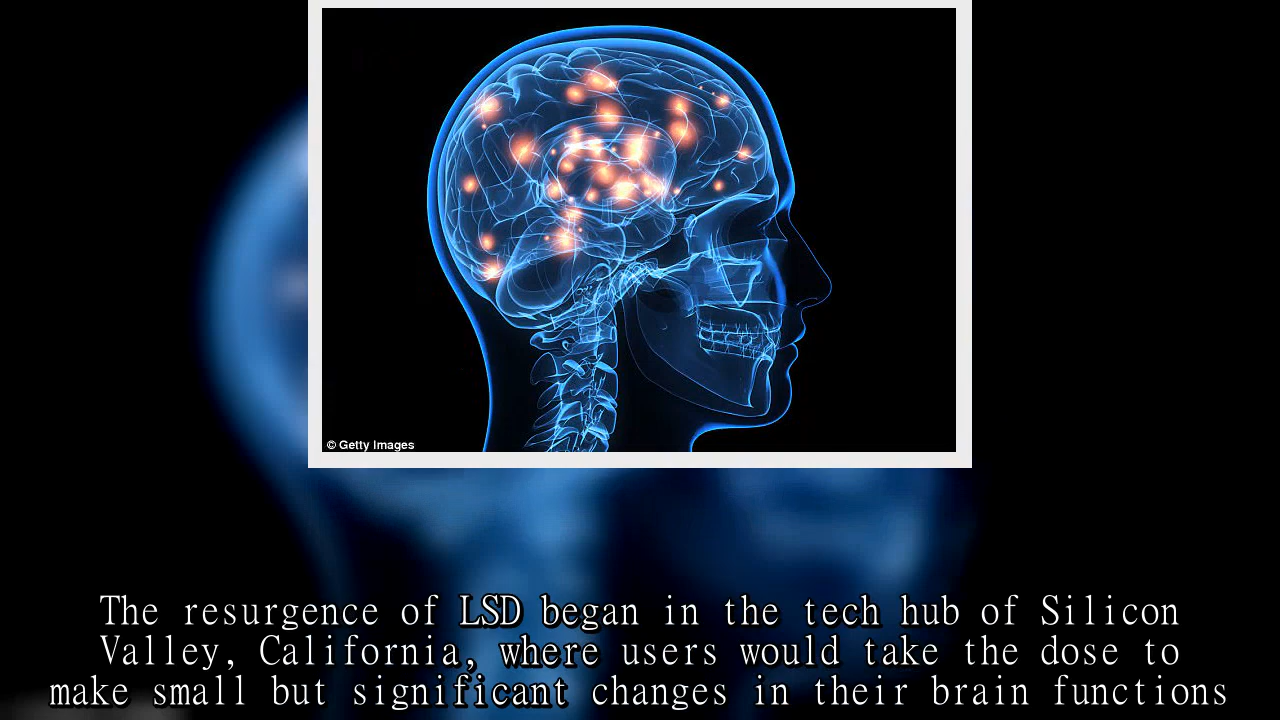 © Getty Images
The resurgence of LSD began in the tech hub of Silicon
Valley, California, where users would take the dose to
make small but significant changes in their brain functions